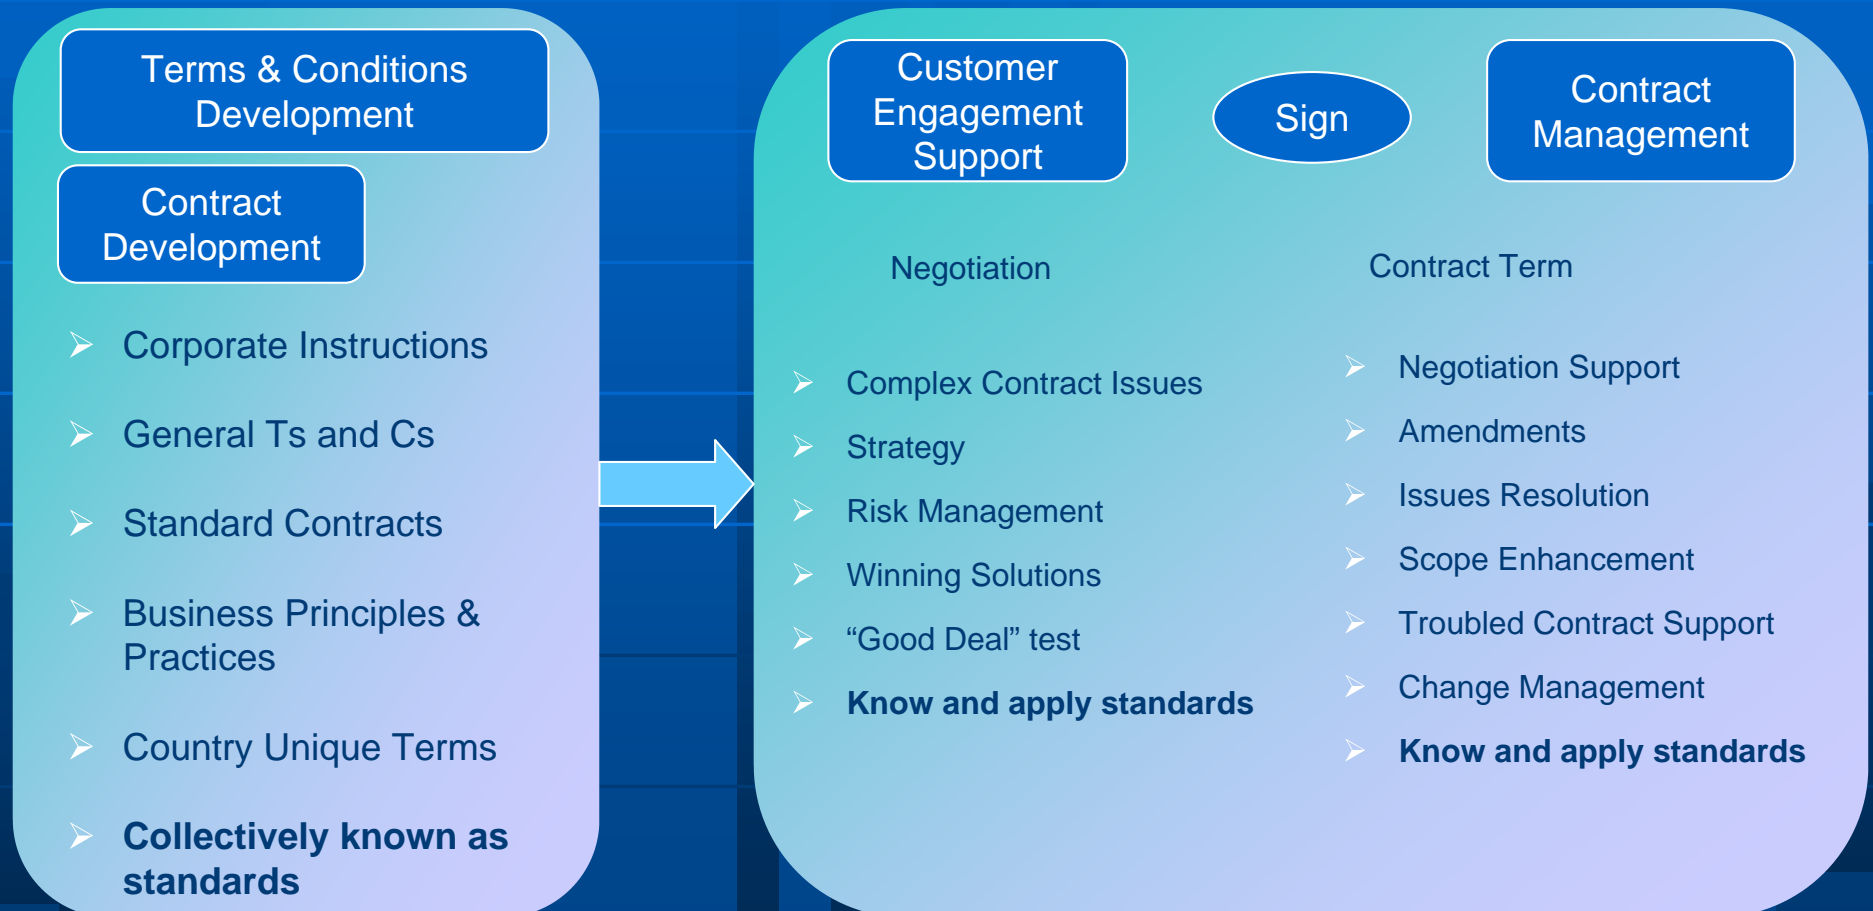 Terms & Conditions
Development
Contract
Development
Corporate Instructions
General Ts and Cs
Standard Contracts
Business Principles &
Practices
Country Unique Terms
Collectively known as
standards
Customer
Engagement
Support
Sign
Contract
Management
Negotiation
Complex Contract Issues
Strategy
Risk Management
Winning Solutions
“Good Deal” test
Know and apply standards
Contract Term
Negotiation Support
Amendments
Issues Resolution
Scope Enhancement
Troubled Contract Support
Change Management
Know and apply standards